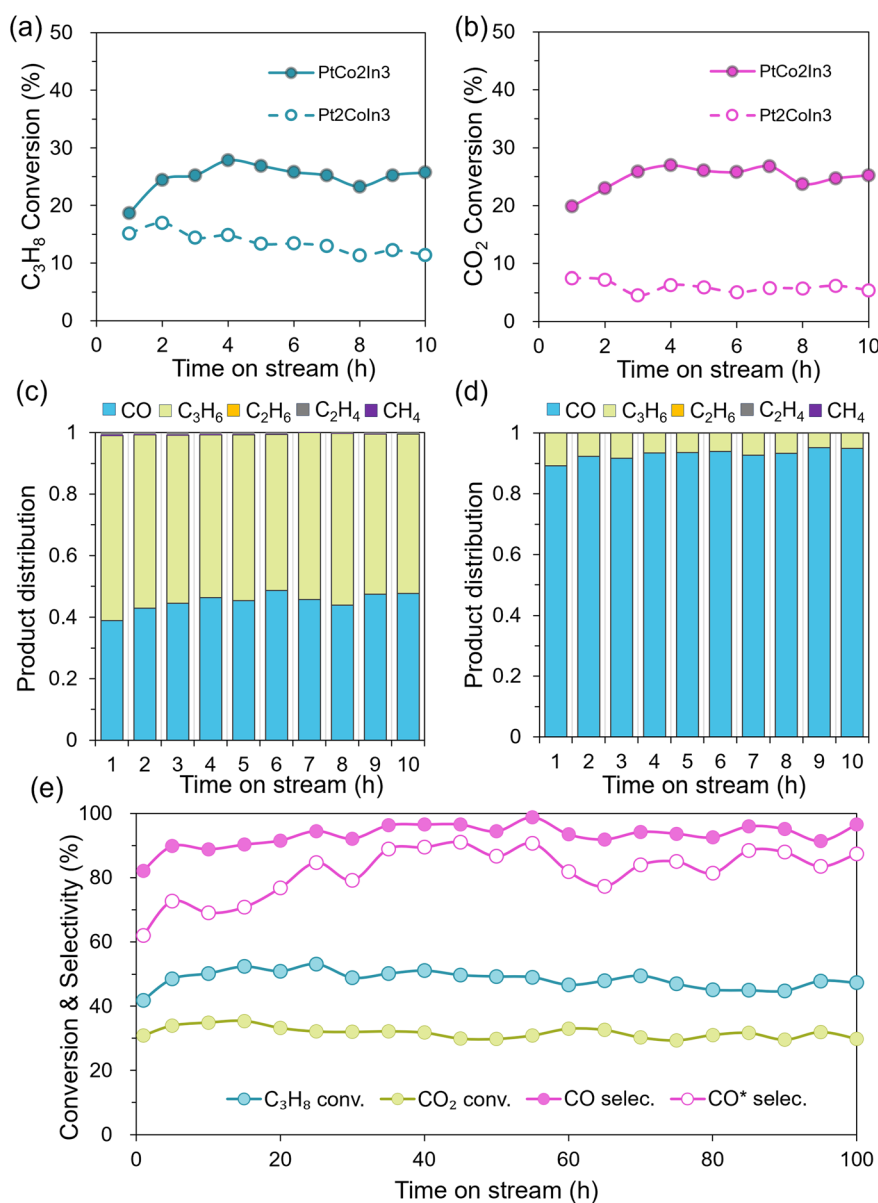 (a)
50
40
30
20
10
0
C₃H₈ Conversion (%)
PtCo2In3
Pt2CoIn3
0 2 4 6 8 10
Time on stream (h)
(b)
50
40
30
20
10
0
CO₂ Conversion (%)
PtCo2In3
Pt2CoIn3
0 2 4 6 8 10
Time on stream (h)
(c)
CO C₃H₆ C₂H₆ C₂H₄ CH₄
1
0.8
0.6
0.4
0.2
0
Product distribution
1 2 3 4 5 6 7 8 9 10
Time on stream (h)
(d)
CO C₃H₆ C₂H₆ C₂H₄ CH₄
1
0.8
0.6
0.4
0.2
0
Product distribution
1 2 3 4 5 6 7 8 9 10
Time on stream (h)
(e)
100
80
60
40
20
0
Conversion & Selectivity (%)
C₃H₈ conv. CO₂ conv. CO selec. CO* selec.
0 20 40 60 80 100
Time on stream (h)